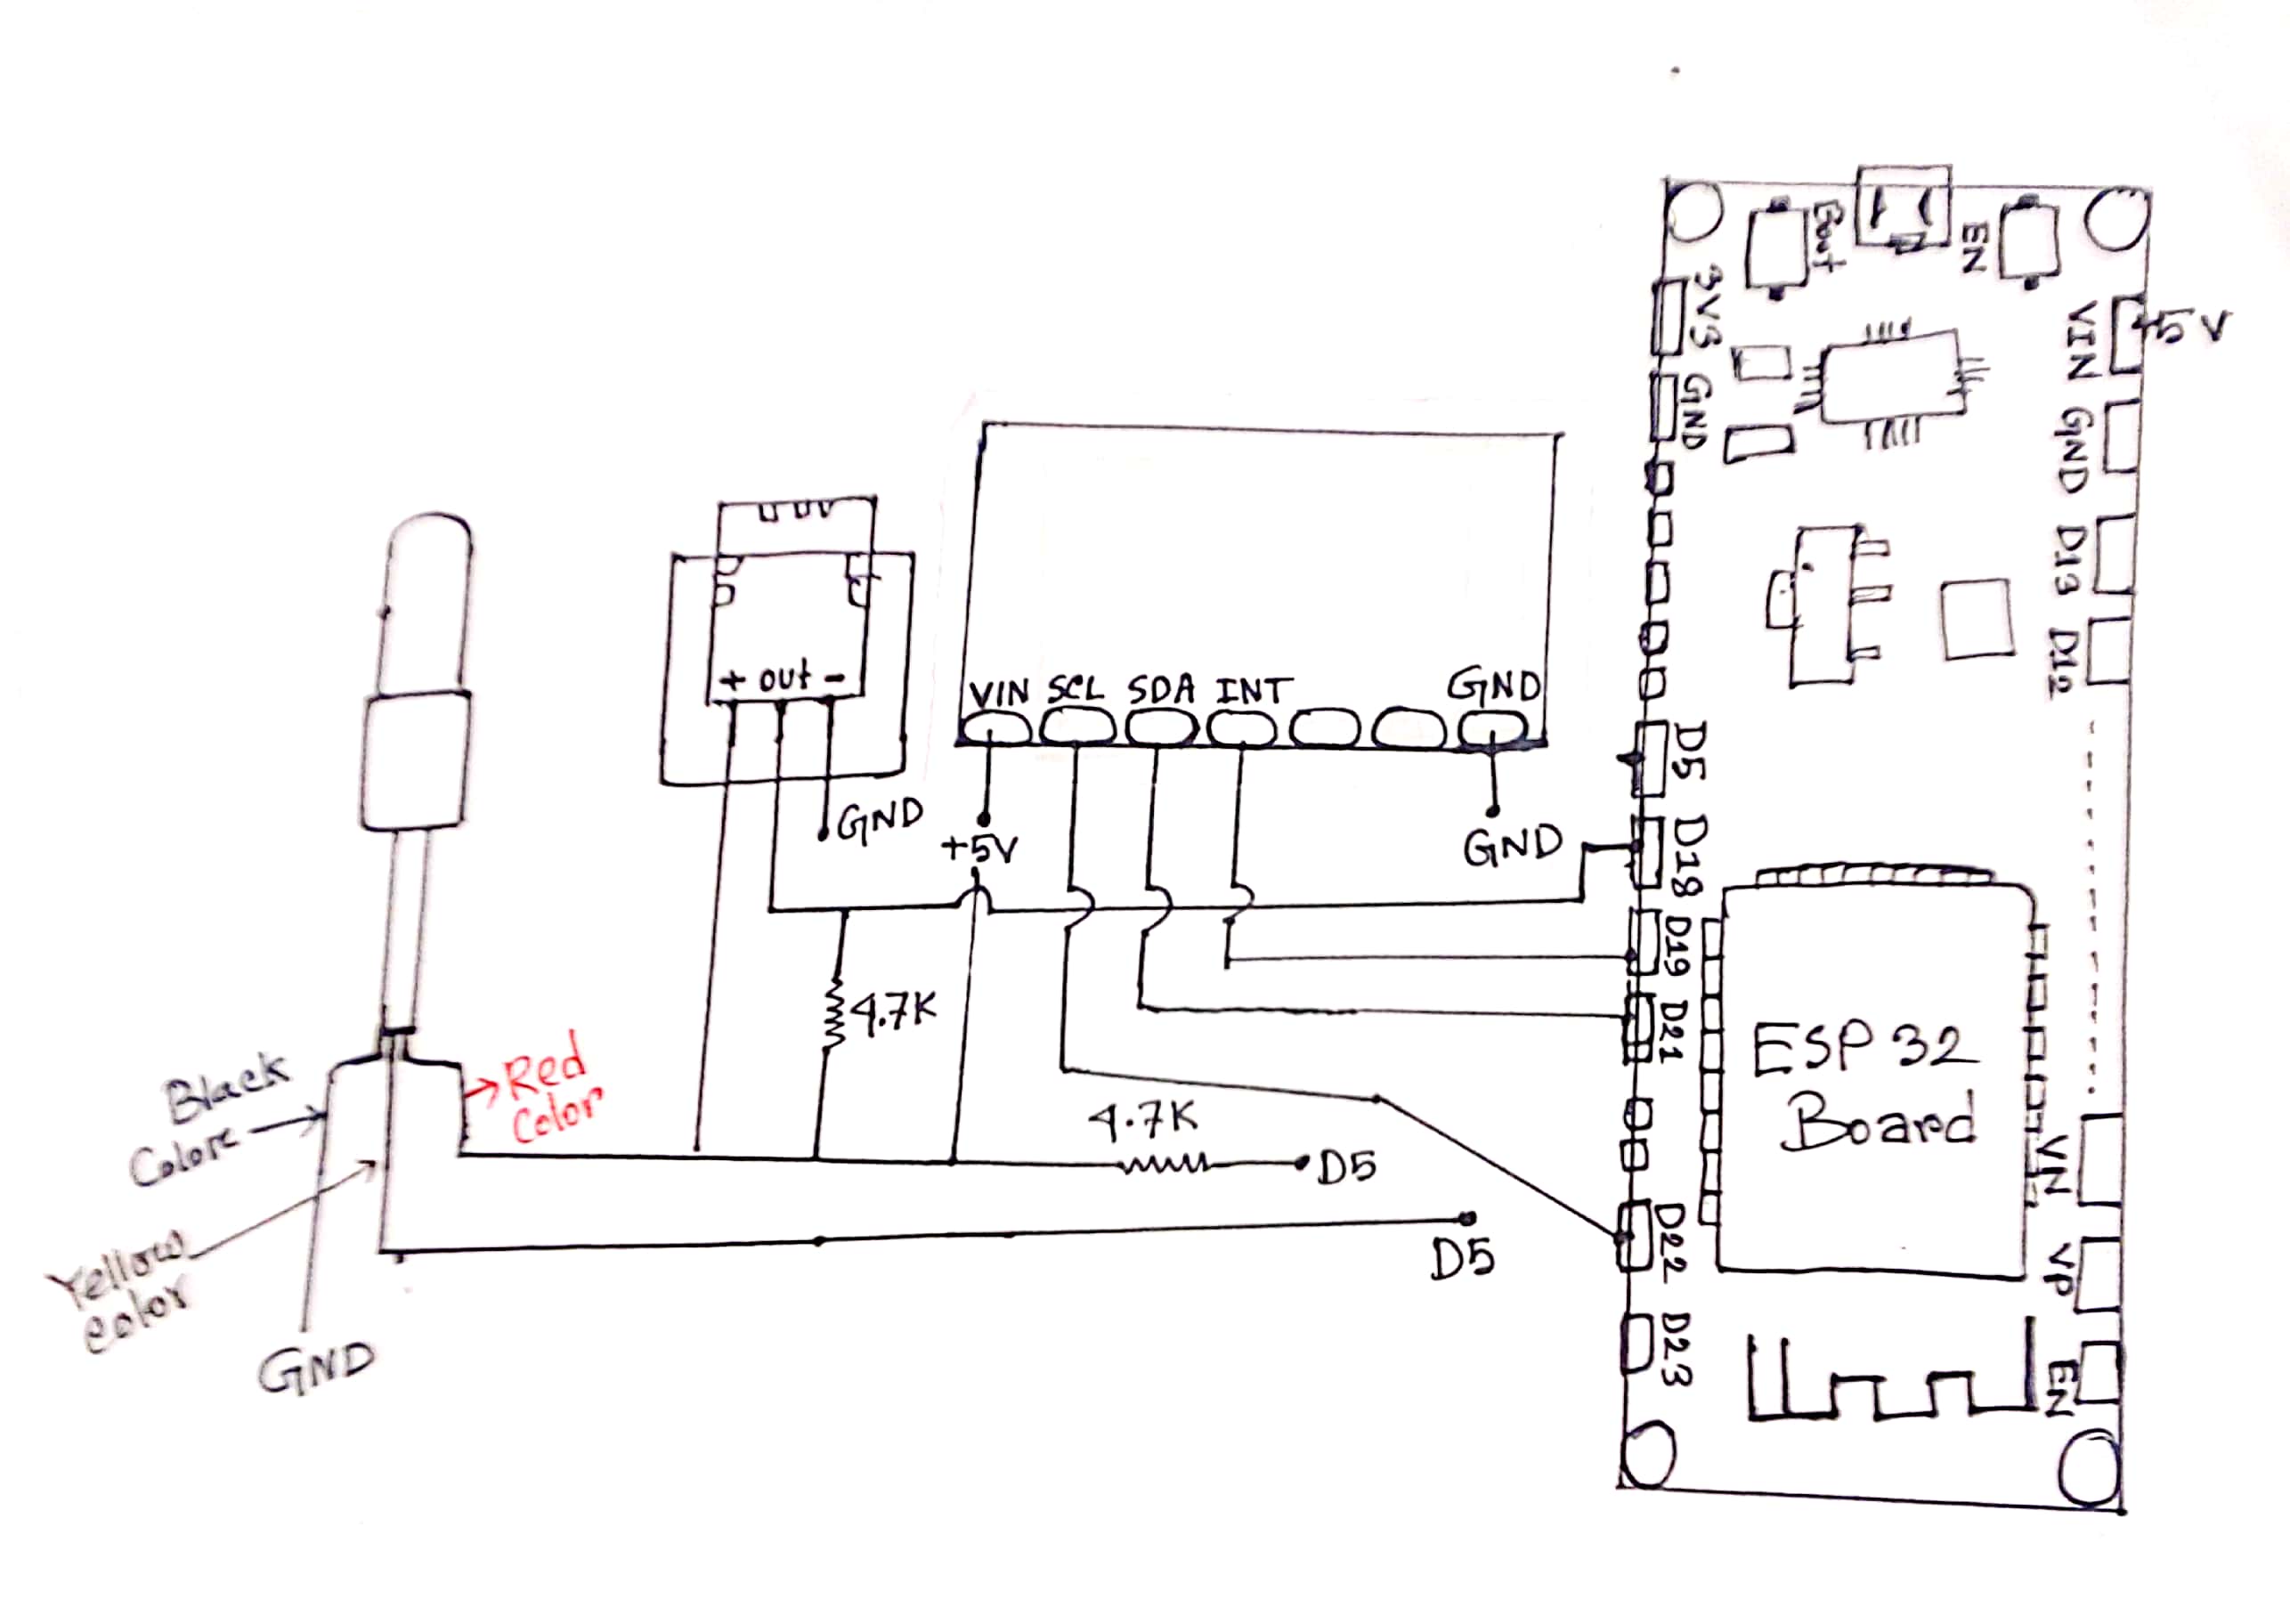 Bout
EN
3V3
GND
VIN
5V
GND
D13
D12
+ out -
VIN SCL SDA INT GND
D5
GND
+5V
GND
D18
D19
4.7K
D21
ESP 32
Board
Black
Colore
Red
Color
4.7K
D5
Yellow
Color
GND
D5
D22
D23
VN
VP
EN